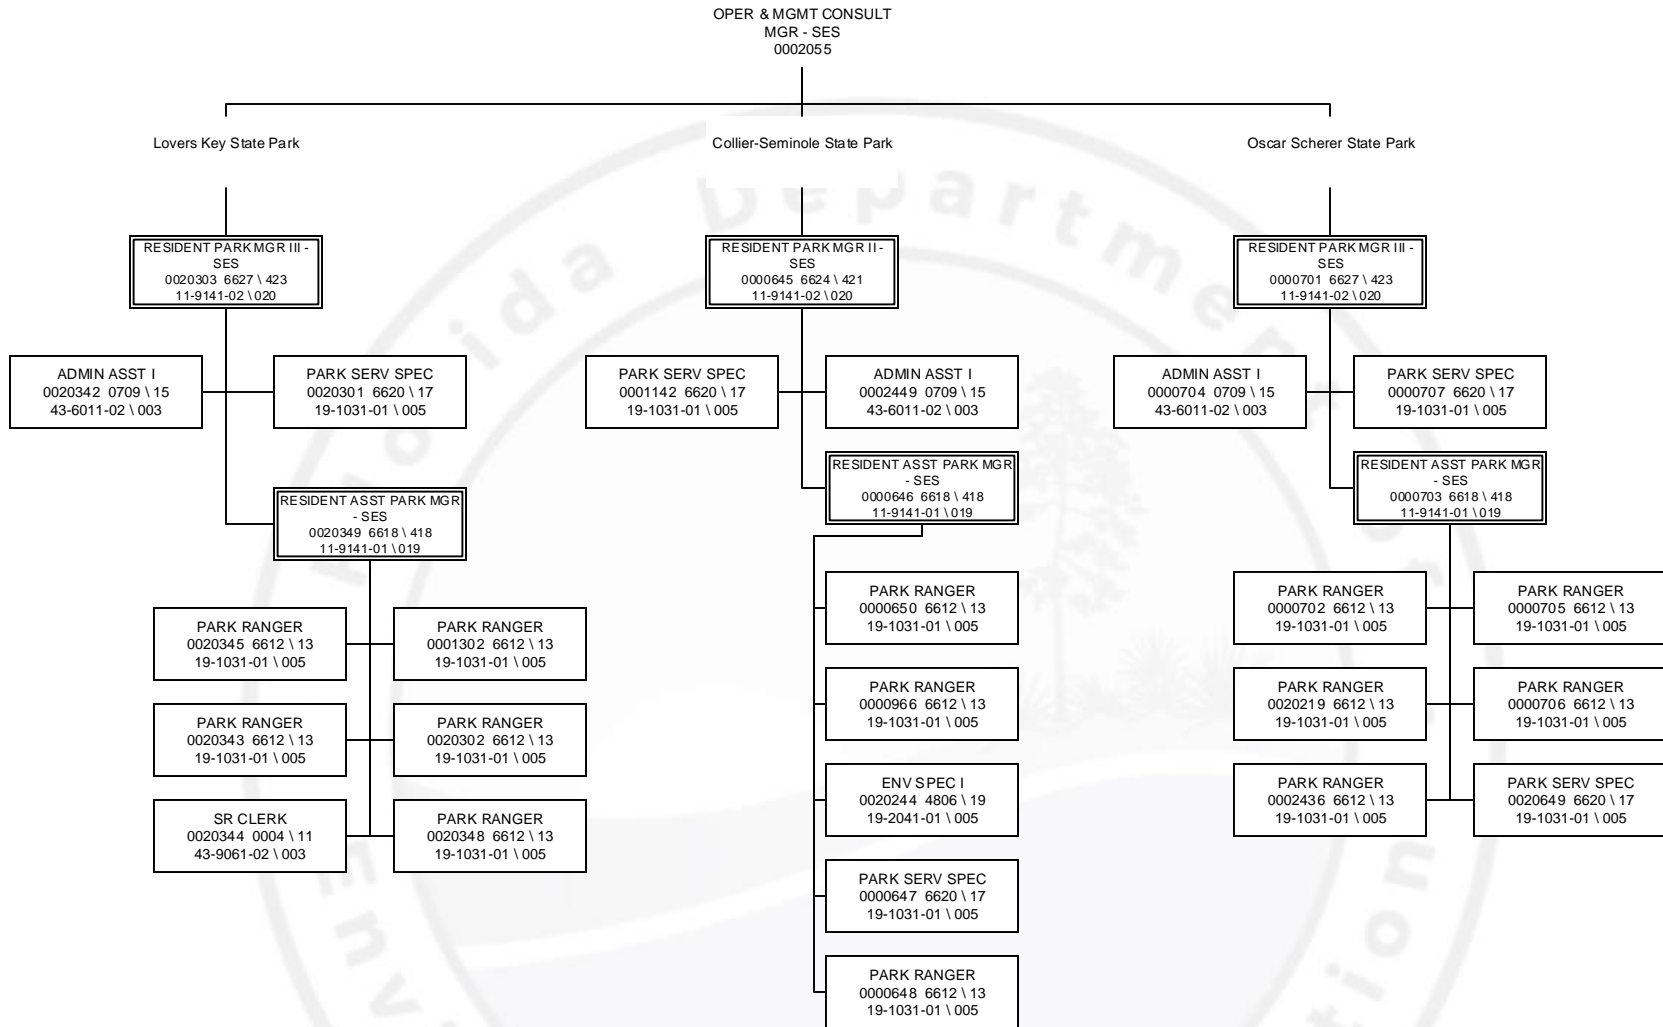 OPER & MGMT CONSULT
MGR - SES
0002055
Lovers Key State Park
RESIDENT PARK MGR III -
SES
0020303 6627 \ 423
11-9141-02 \ 020
ADMIN ASST I
0020342 0709 \ 15
43-6011-02 \ 003
PARK SERV SPEC
0020301 6620 \ 17
19-1031-01 \ 005
RESIDENT ASST PARK MGR
- SES
0020349 6618 \ 418
11-9141-01 \ 019
PARK RANGER
0020345 6612 \ 13
19-1031-01 \ 005
PARK RANGER
0001302 6612 \ 13
19-1031-01 \ 005
PARK RANGER
0020343 6612 \ 13
19-1031-01 \ 005
PARK RANGER
0020302 6612 \ 13
19-1031-01 \ 005
SR CLERK
0020344 0004 \ 11
43-9061-02 \ 003
PARK RANGER
0020348 6612 \ 13
19-1031-01 \ 005
Collier-Seminole State Park
RESIDENT PARK MGR II -
SES
0000645 6624 \ 421
11-9141-02 \ 020
PARK SERV SPEC
0001142 6620 \ 17
19-1031-01 \ 005
ADMIN ASST I
0002449 0709 \ 15
43-6011-02 \ 003
RESIDENT ASST PARK MGR
- SES
0000646 6618 \ 418
11-9141-01 \ 019
PARK RANGER
0000650 6612 \ 13
19-1031-01 \ 005
PARK RANGER
0000966 6612 \ 13
19-1031-01 \ 005
ENV SPEC I
0020244 4806 \ 19
19-2041-01 \ 005
PARK SERV SPEC
0000647 6620 \ 17
19-1031-01 \ 005
PARK RANGER
0000648 6612 \ 13
19-1031-01 \ 005
Oscar Scherer State Park
RESIDENT PARK MGR III -
SES
0000701 6627 \ 423
11-9141-02 \ 020
ADMIN ASST I
0000704 0709 \ 15
43-6011-02 \ 003
PARK SERV SPEC
0000707 6620 \ 17
19-1031-01 \ 005
RESIDENT ASST PARK MGR
- SES
0000703 6618 \ 418
11-9141-01 \ 019
PARK RANGER
0000702 6612 \ 13
19-1031-01 \ 005
PARK RANGER
0000705 6612 \ 13
19-1031-01 \ 005
PARK RANGER
0020219 6612 \ 13
19-1031-01 \ 005
PARK RANGER
0000706 6612 \ 13
19-1031-01 \ 005
PARK RANGER
0002436 6612 \ 13
19-1031-01 \ 005
PARK SERV SPEC
0020649 6620 \ 17
19-1031-01 \ 005
Florida Department